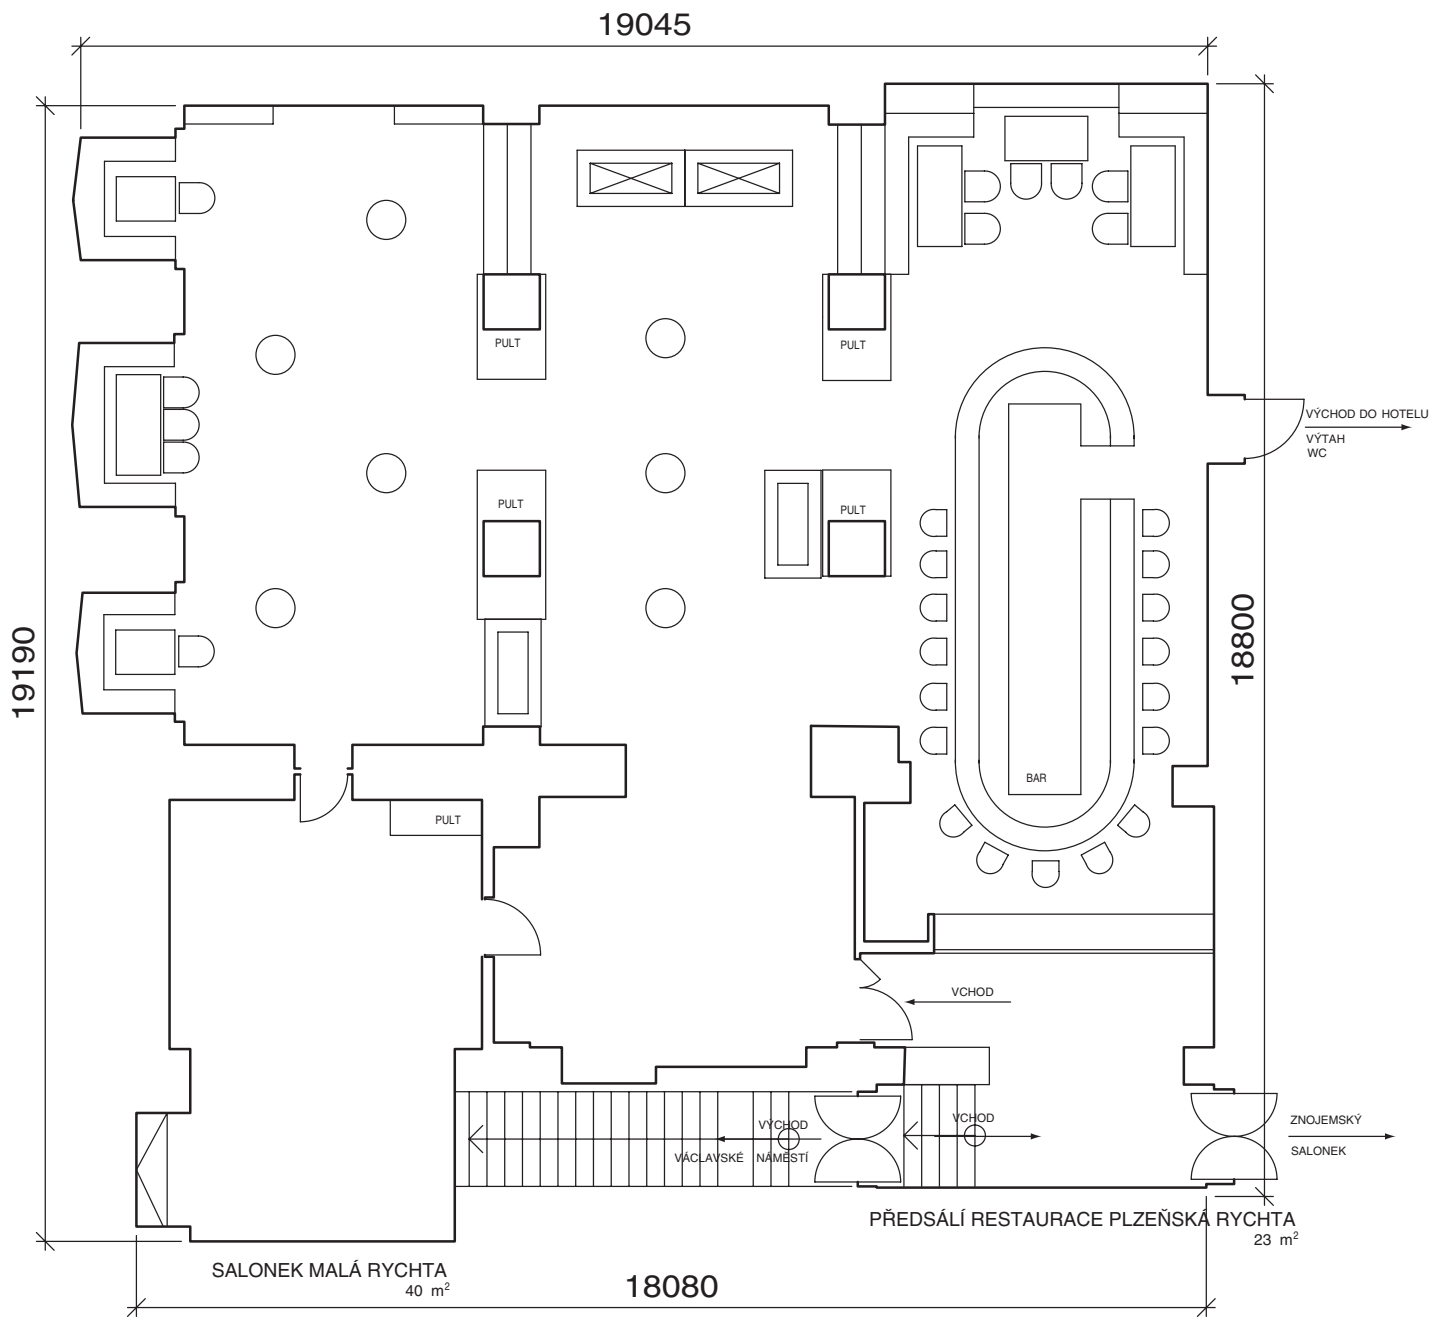 19045
PULT
PULT
VÝCHOD DO HOTELU
VÝTAH
WC
PULT
PULT
19190
18800
BAR
PULT
VCHOD
VÝCHOD
VÁCLAVSKÉ NÁMĚSTÍ
VCHOD
ZNOJEMSKÝ
SALONEK
PŘEDSÁLÍ RESTAURACE PLZEŇSKÁ RYCHTA
23 m²
SALONEK MALÁ RYCHTA
40 m²
18080